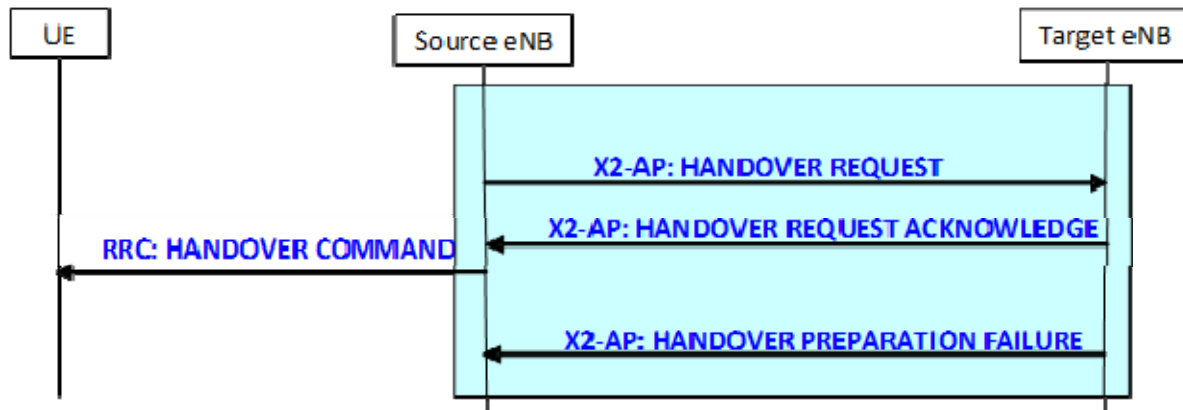 UE
Source eNB
Target eNB
X2-AP: HANDOVER REQUEST
X2-AP: HANDOVER REQUEST ACKNOWLEDGE
RRC: HANDOVER COMMAND
X2-AP: HANDOVER PREPARATION FAILURE